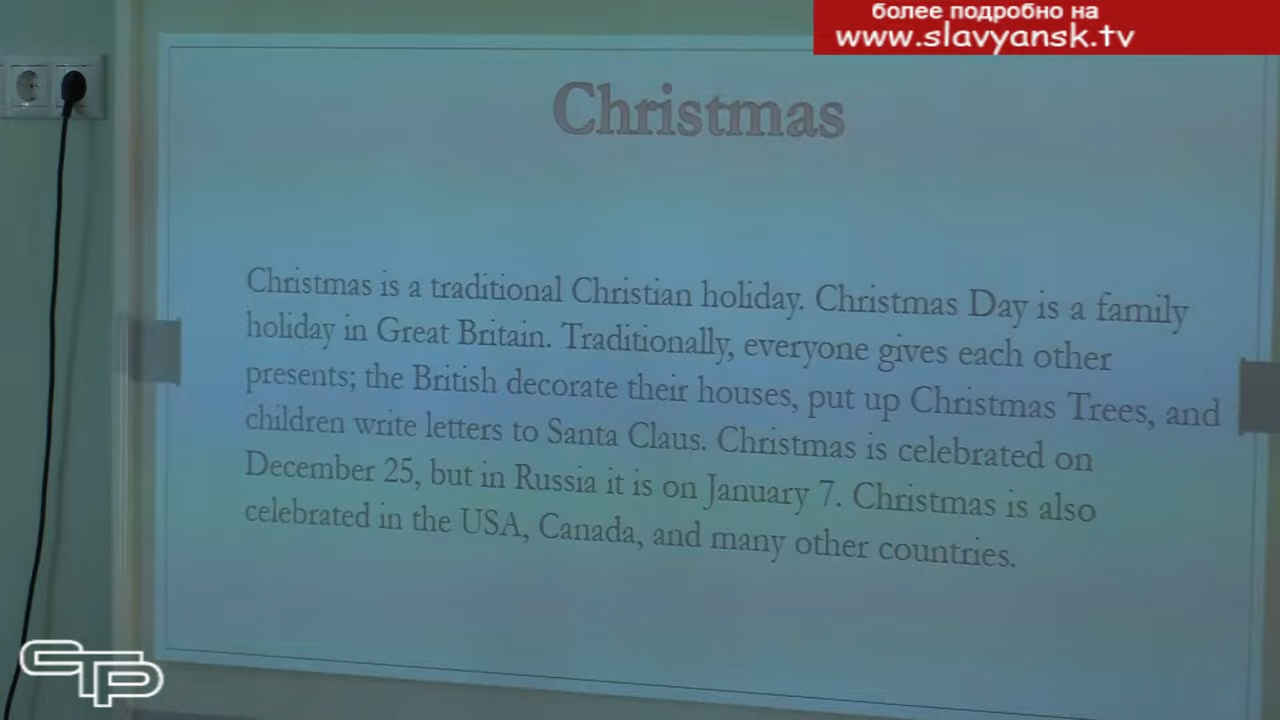 более подробно на
www.slavyansk.tv
Christmas
Christmas is a traditional Christian holiday. Christmas Day is a family
holiday in Great Britain. Traditionally, everyone gives each other
presents; the British decorate their houses, put up Christmas Trees, and
children write letters to Santa Claus. Christmas is celebrated on
December 25, but in Russia it is on January 7. Christmas is also
celebrated in the USA, Canada, and many other countries.
СТР